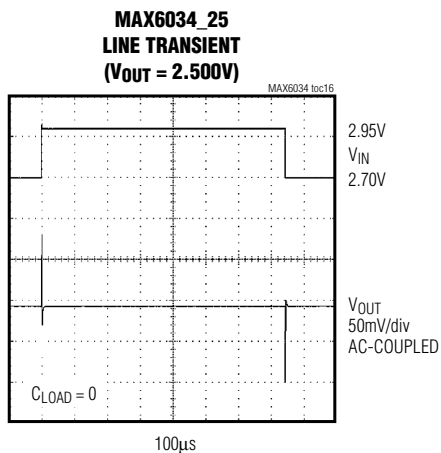 MAX6034_25
LINE TRANSIENT
(VOUT = 2.500V)
MAX6034 toc16
2.95V
VIN
2.70V
VOUT
50mV/div
AC-COUPLED
CLOAD = 0
100μs